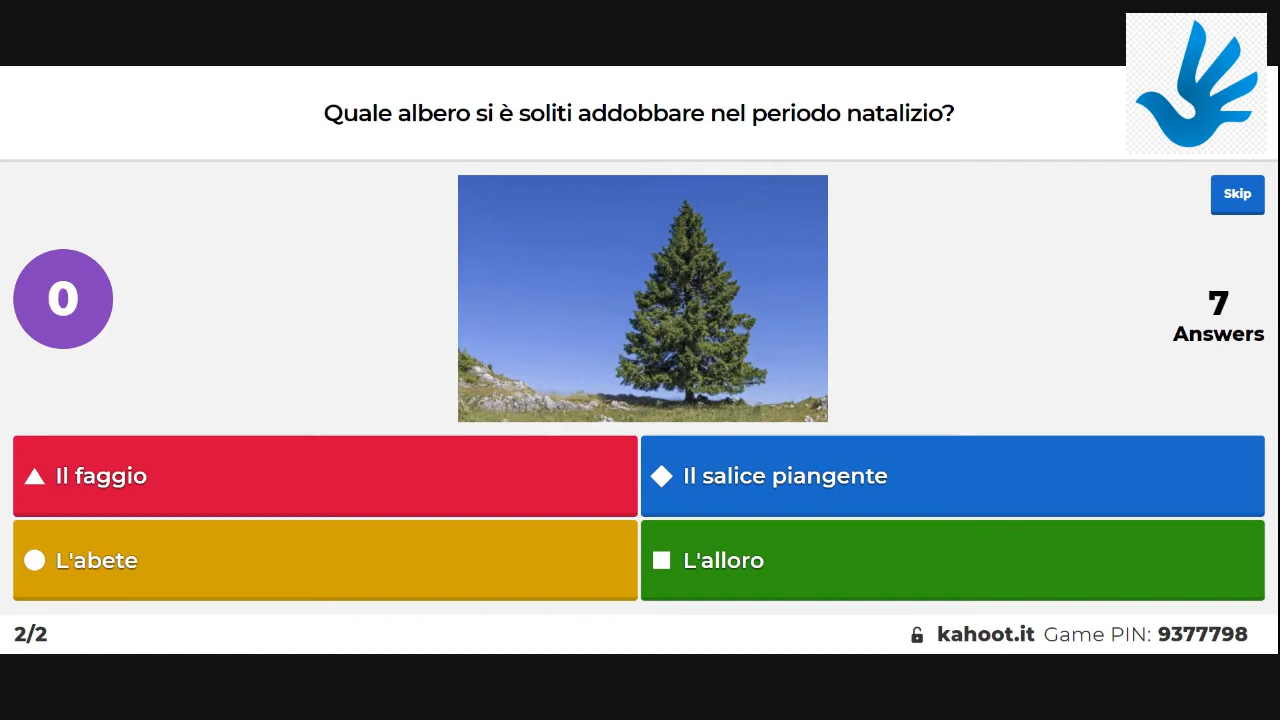 Quale albero si è soliti addobbare nel periodo natalizio?
Skip
0
7
Answers
Il faggio
Il salice piangente
L'abete
L'alloro
2/2
kahoot.it Game PIN: 9377798